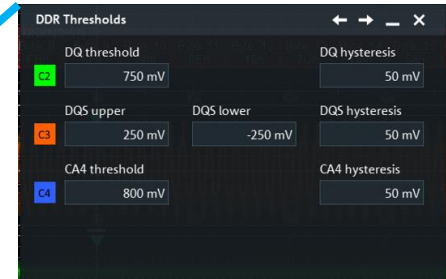 DDR Thresholds
DQ threshold DQ hysteresis
C2 750 mV 50 mV
DQS upper DQS lower DQS hysteresis
C3 250 mV -250 mV 50 mV
CA4 threshold CA4 hysteresis
C4 800 mV 50 mV